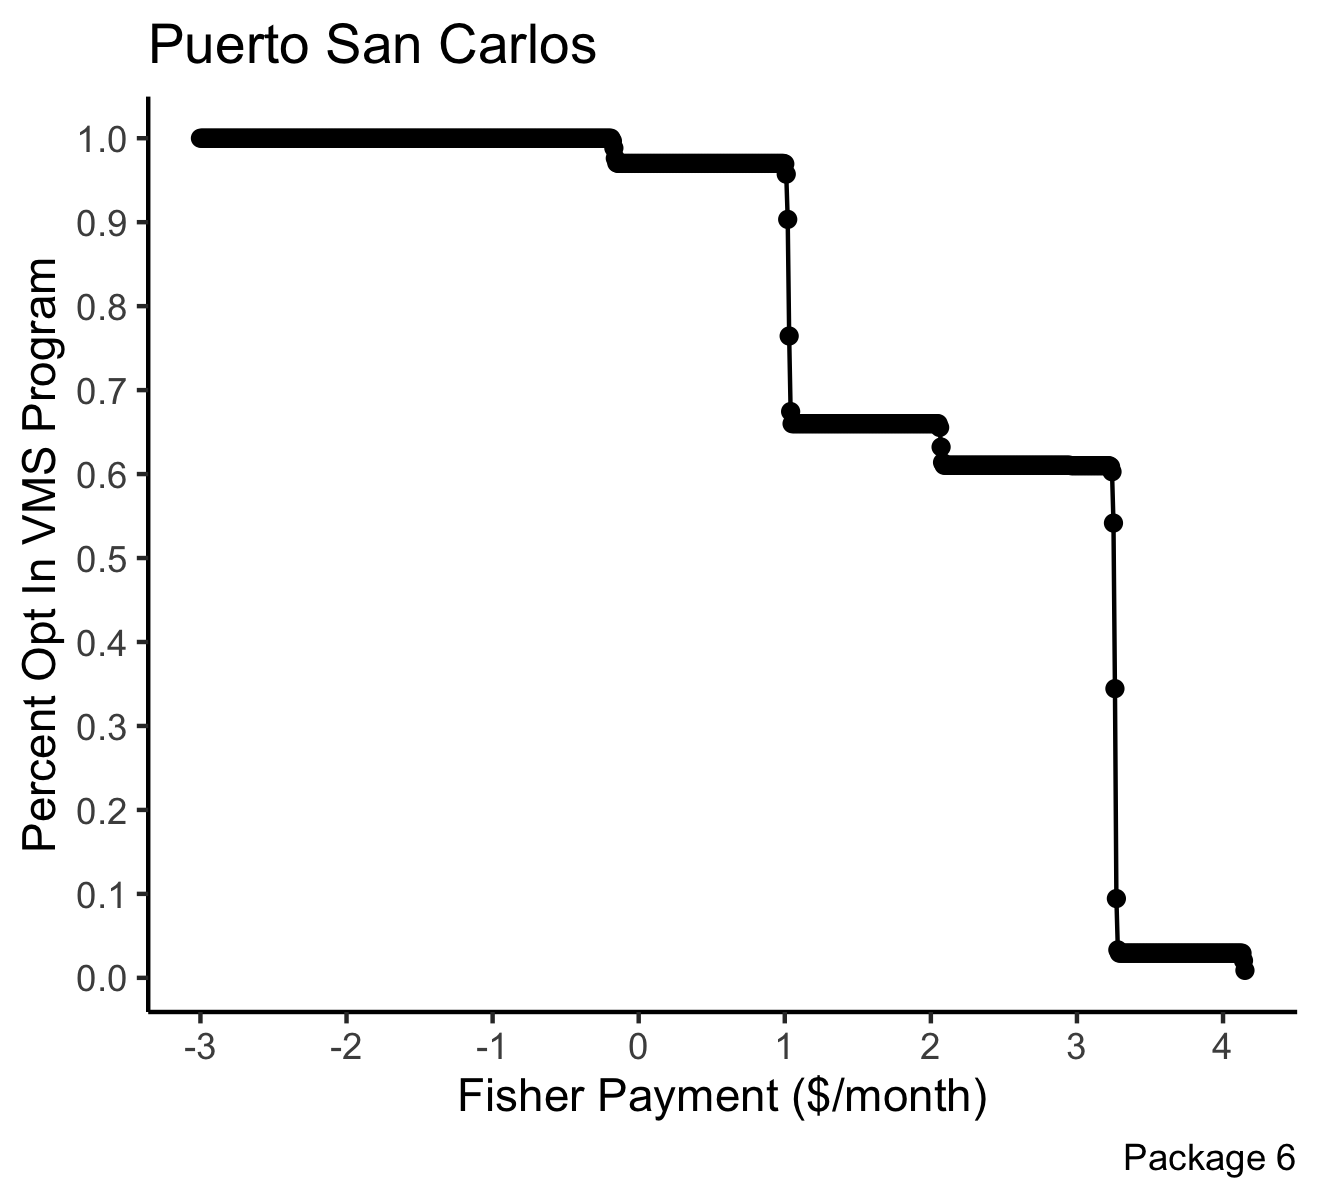 Puerto San Carlos
Percent Opt In VMS Program
1.0
0.9
0.8
0.7
0.6
0.5
0.4
0.3
0.2
0.1
0.0
-3 -2 -1 0 1 2 3 4
Fisher Payment ($/month)
Package 6